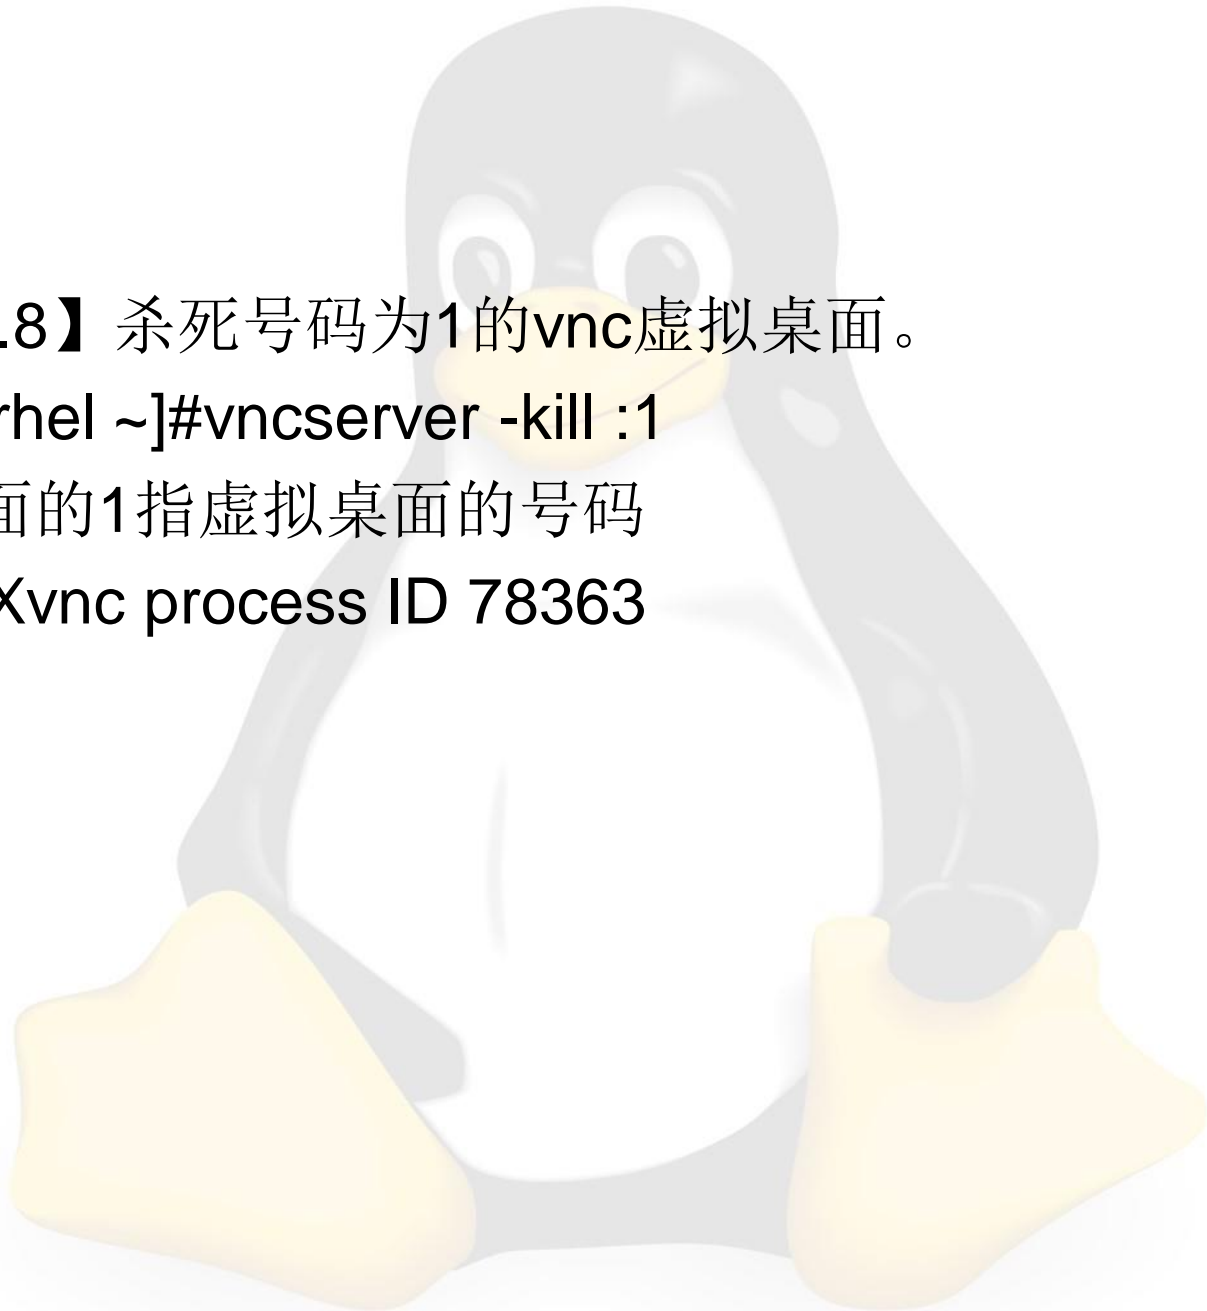 .8】杀死号码为1的vnc虚拟桌面。
rhel ~]#vncserver -kill :1
面的1指虚拟桌面的号码
Xvnc process ID 78363